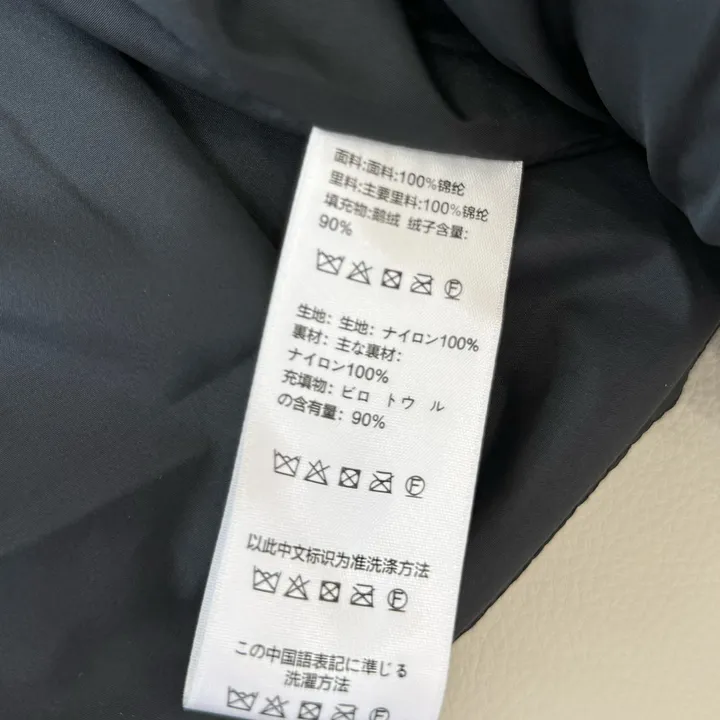 面料:面料:100%锦纶
里料:主要里料:100%锦纶
填充物:鹅绒 绒子含量:
90%
生地: 生地: ナイロン100%
裏材: 主な裏材:
ナイロン100%
充填物: ビロ トウ ル
の含有量: 90%
以此中文标识为准洗涤方法
この中国語表記に準じる
洗濯方法